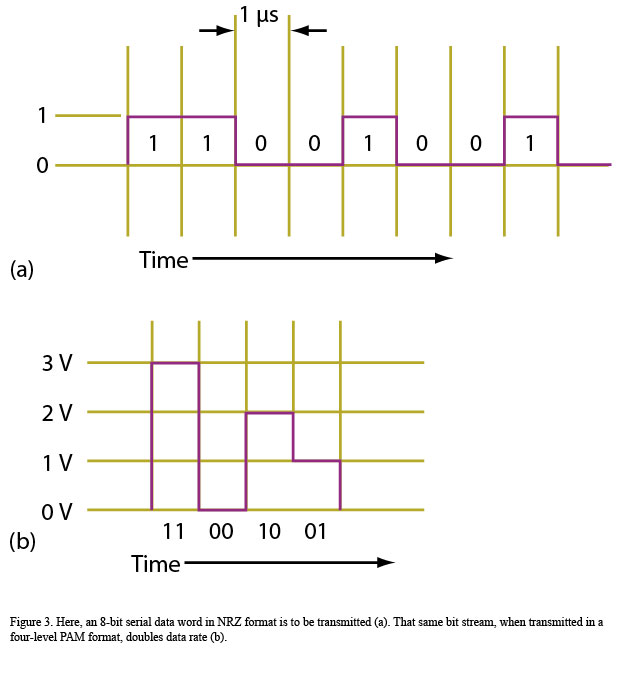 1 µs
1
1 1 0 0 1 0 0 1
0
Time
(a)
3 V
2 V
1 V
0 V
11 00 10 01
(b)
Time
Figure 3. Here, an 8-bit serial data word in NRZ format is to be transmitted (a). That same bit stream, when transmitted in a
four-level PAM format, doubles data rate (b).